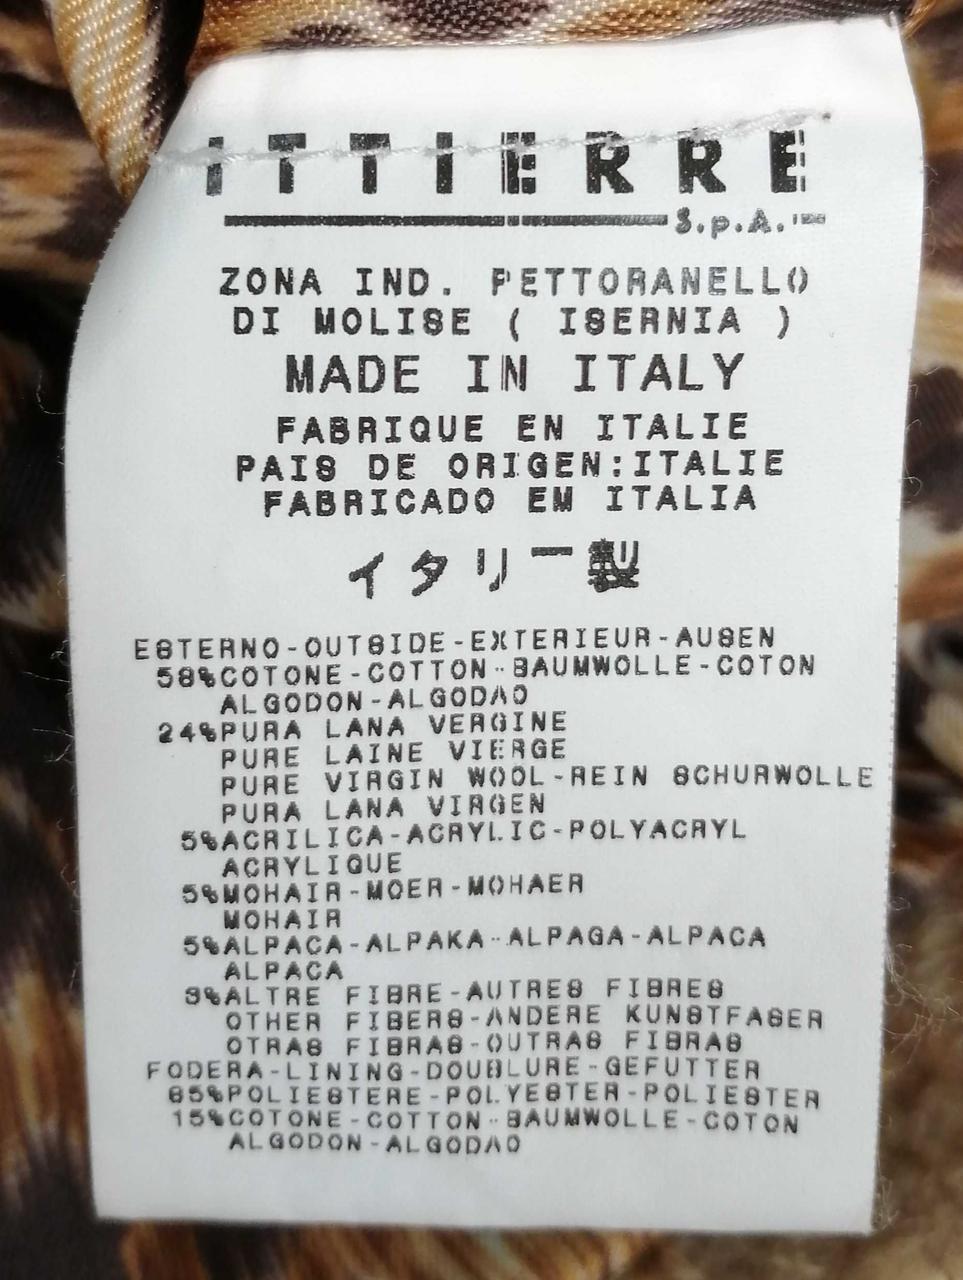 ITTIERRE
S.p.A.
ZONA IND. PETTORANELLO
DI MOLISE ( ISERNIA )
MADE IN ITALY
FABRIQUE EN ITALIE
PAIS DE ORIGEN:ITALIE
FABRICADO EM ITALIA
イタリー製
ESTERNO-OUTSIDE-EXTERIEUR-AUSEN
58%COTONE-COTTON-BAUMWOLLE-COTON
ALGODON-ALGODAO
24%PURA LANA VERGINE
PURE LAINE VIERGE
PURE VIRGIN WOOL-REIN SCHURWOLLE
PURA LANA VIRGEN
5%ACRILICA-ACRYLIC-POLYACRYL
ACRYLIQUE
5%MOHAIR-MOER-MOHAER
MOHAIR
5%ALPACA-ALPAKA-ALPAGA-ALPACA
ALPACA
3%ALTRE FIBRE-AUTRES FIBRES
OTHER FIBERS-ANDERE KUNSTFASER
OTRAS FIBRAS-OUTRAS FIBRAS
FODERA-LINING-DOUBLURE-GEFUTTER
85%POLIESTERE-POLYESTER-POLIESTER
15%COTONE-COTTON-BAUMWOLLE-COTON
ALGODON-ALGODAO